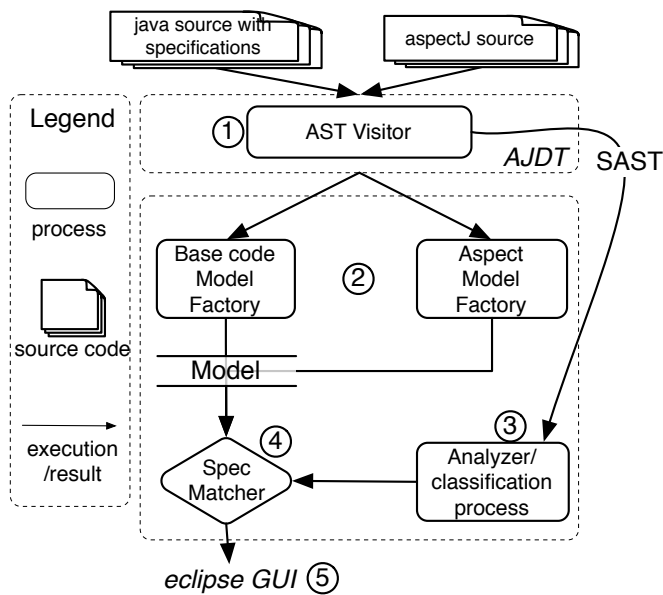 java source with
specifications
aspectJ source
Legend
process
source code
execution
/result
1
AST Visitor
AJDT
SAST
Base code
Model
Factory
2
Aspect
Model
Factory
Model
3
4
Spec
Matcher
Analyzer/
classification
process
eclipse GUI 5